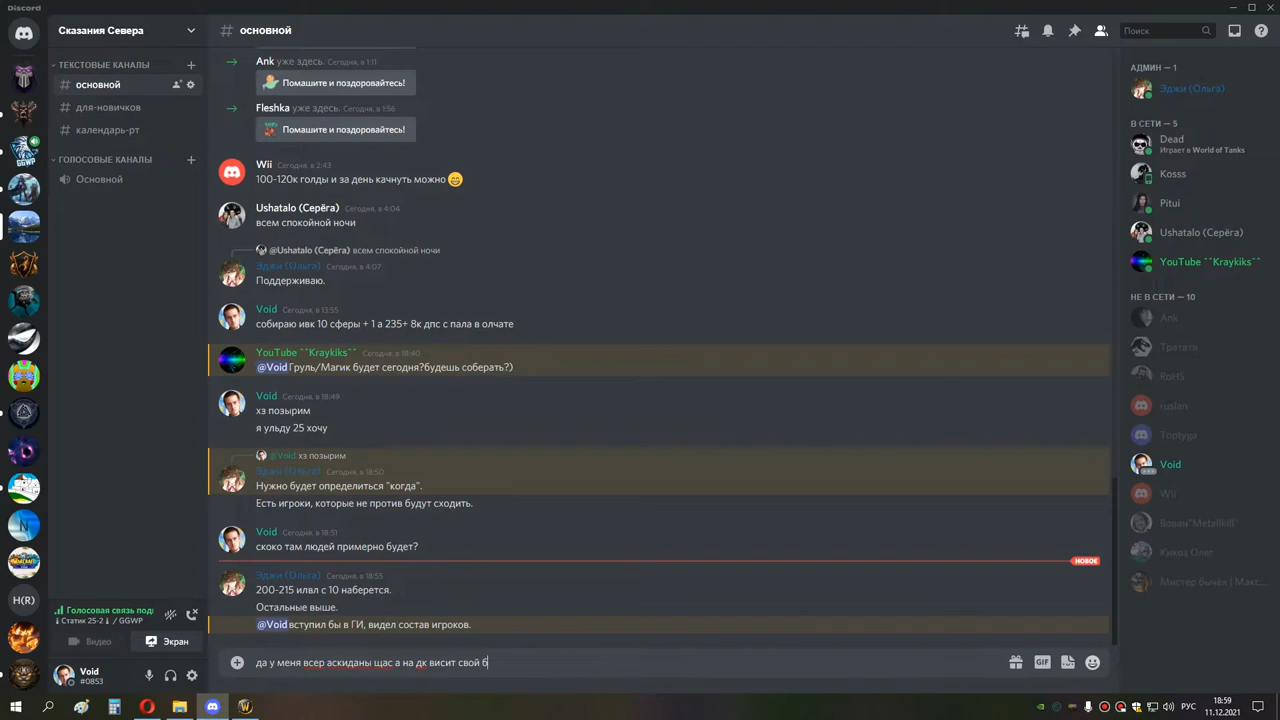 Discord
Сказания Севера
основной
Поиск
ТЕКСТОВЫЕ КАНАЛЫ
основной
для-новичков
календарь-рт
ГОЛОСОВЫЕ КАНАЛЫ
Основной
GGWP
H(R)
Голосовая связь подк
Статик 25-2 / GGWP
Видео
Экран
Void
#0853
Ank уже здесь. Сегодня, в 1:11
Помашите и поздоровайтесь!
Fleshka уже здесь. Сегодня, в 1:56
Помашите и поздоровайтесь!
Wii Сегодня, в 2:43
100-120к голды и за день качнуть можно
Ushatalo (Серёга) Сегодня, в 4:04
всем спокойной ночи
@Ushatalo (Серёга) всем спокойной ночи
Эджи (Ольга) Сегодня, в 4:07
Поддерживаю.
Void Сегодня, в 13:55
собираю ивк 10 сферы + 1 а 235+ 8к дпс с пала в олчате
YouTube ^^Kraykiks^^ Сегодня, в 18:40
@Void Груль/Магик будет сегодня?будешь соберать?)
Void Сегодня, в 18:49
хз позырим
я ульду 25 хочу
@Void хз позырим
Эджи (Ольга) Сегодня, в 18:50
Нужно будет определиться "когда".
Есть игроки, которые не против будут сходить.
Void Сегодня, в 18:51
скоко там людей примерно будет?
НОВОЕ
Эджи (Ольга) Сегодня, в 18:55
200-215 илвл с 10 наберется.
Остальные выше.
@Void вступил бы в ГИ, видел состав игроков.
да у меня всер аскиданы щас а на дк висит свой б
GIF
АДМИН — 1
Эджи (Ольга)
В СЕТИ — 5
Dead
Играет в World of Tanks
Kosss
Pitui
Ushatalo (Серёга)
YouTube ^^Kraykiks^^
НЕ В СЕТИ — 10
Ank
Tpeтaтa
RoHS
ruslan
Toptyga
Void
Wii
Вован"Metallkill"
Кикоз Олег
Мистер бычёя | Макс...
РУС
18:59
11.12.2021